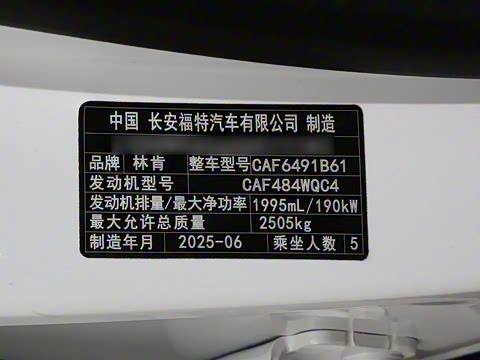 中国 长安福特汽车有限公司 制造
品牌 林肯 整车型号 CAF6491B61
发动机型号 CAF484WQC4
发动机排量/最大净功率 1995mL/190kW
最大允许总质量 2505kg
制造年月 2025-06 乘坐人数 5